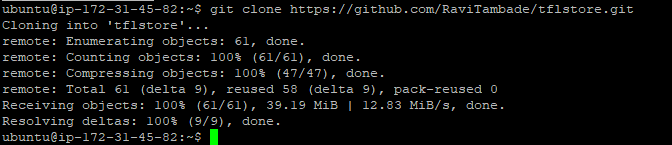 ubuntu@ip-172-31-45-82:~$ git clone https://github.com/RaviTambade/tflstore.git
Cloning into 'tflstore'...
remote: Enumerating objects: 61, done.
remote: Counting objects: 100% (61/61), done.
remote: Compressing objects: 100% (47/47), done.
remote: Total 61 (delta 9), reused 58 (delta 9), pack-reused 0
Receiving objects: 100% (61/61), 39.19 MiB | 12.83 MiB/s, done.
Resolving deltas: 100% (9/9), done.
ubuntu@ip-172-31-45-82:~$